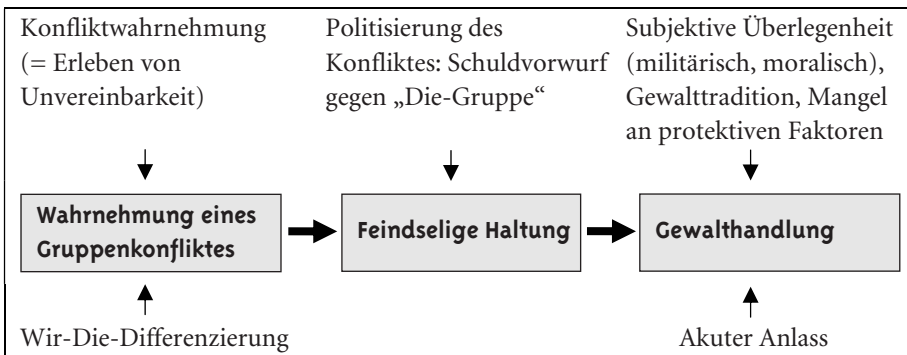 Konfliktwahrnehmung
(= Erleben von
Unvereinbarkeit)
Politisierung des
Konfliktes: Schuldvorwurf
gegen „Die-Gruppe“
Subjektive Überlegenheit
(militärisch, moralisch),
Gewalttradition, Mangel
an protektiven Faktoren
Wahrnehmung eines
Gruppenkonfliktes
Feindselige Haltung
Gewalthandlung
Wir-Die-Differenzierung
Akuter Anlass